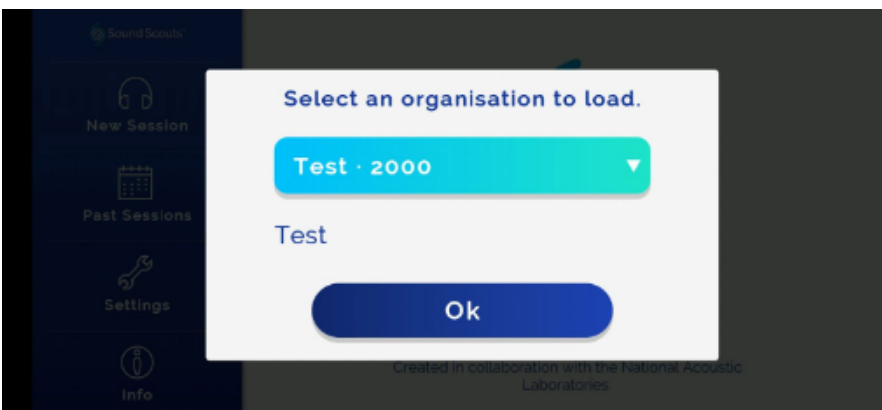 Sound Scouts™
New Session
Past Sessions
Settings
Info
Select an organisation to load.
Test · 2000
Test
Ok
Created in collaboration with the National Acoustic
Laboratories